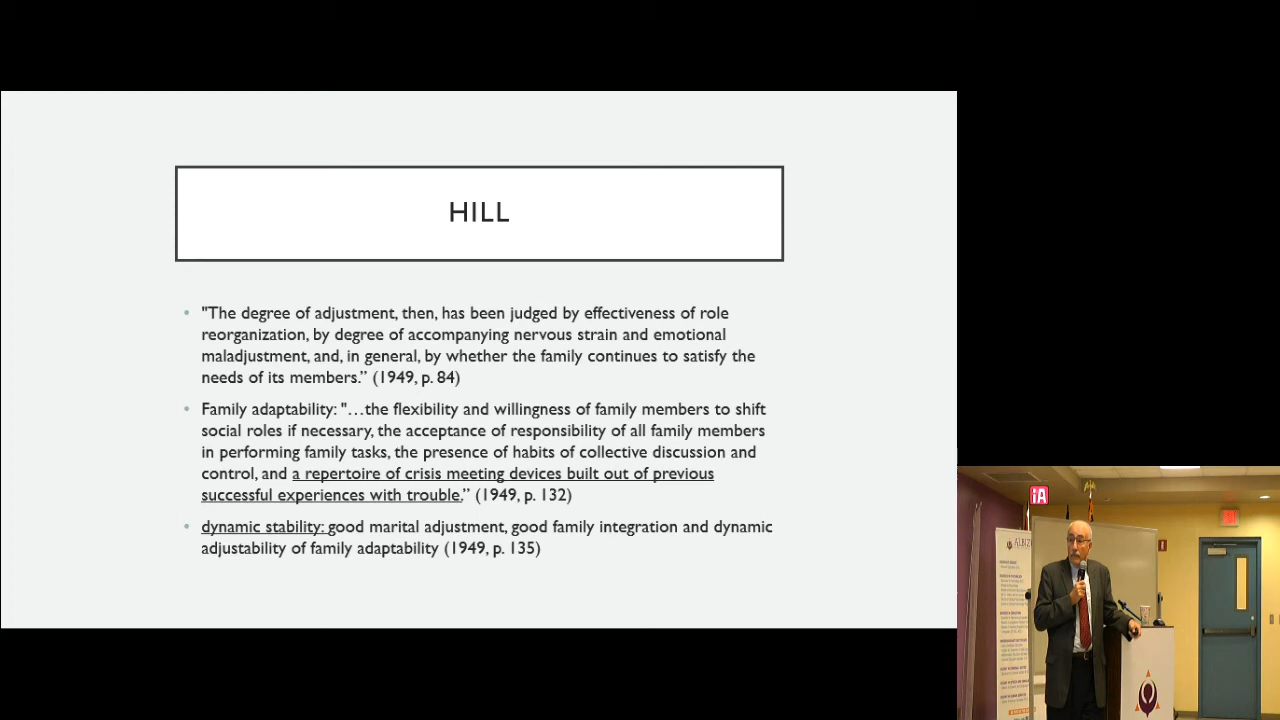 HILL
"The degree of adjustment, then, has been judged by effectiveness of role
reorganization, by degree of accompanying nervous strain and emotional
maladjustment, and, in general, by whether the family continues to satisfy the
needs of its members.” (1949, p. 84)
Family adaptability: "…the flexibility and willingness of family members to shift
social roles if necessary, the acceptance of responsibility of all family members
in performing family tasks, the presence of habits of collective discussion and
control, and a repertoire of crisis meeting devices built out of previous
successful experiences with trouble.” (1949, p. 132)
dynamic stability: good marital adjustment, good family integration and dynamic
adjustability of family adaptability (1949, p. 135)
iA
ALBIZ